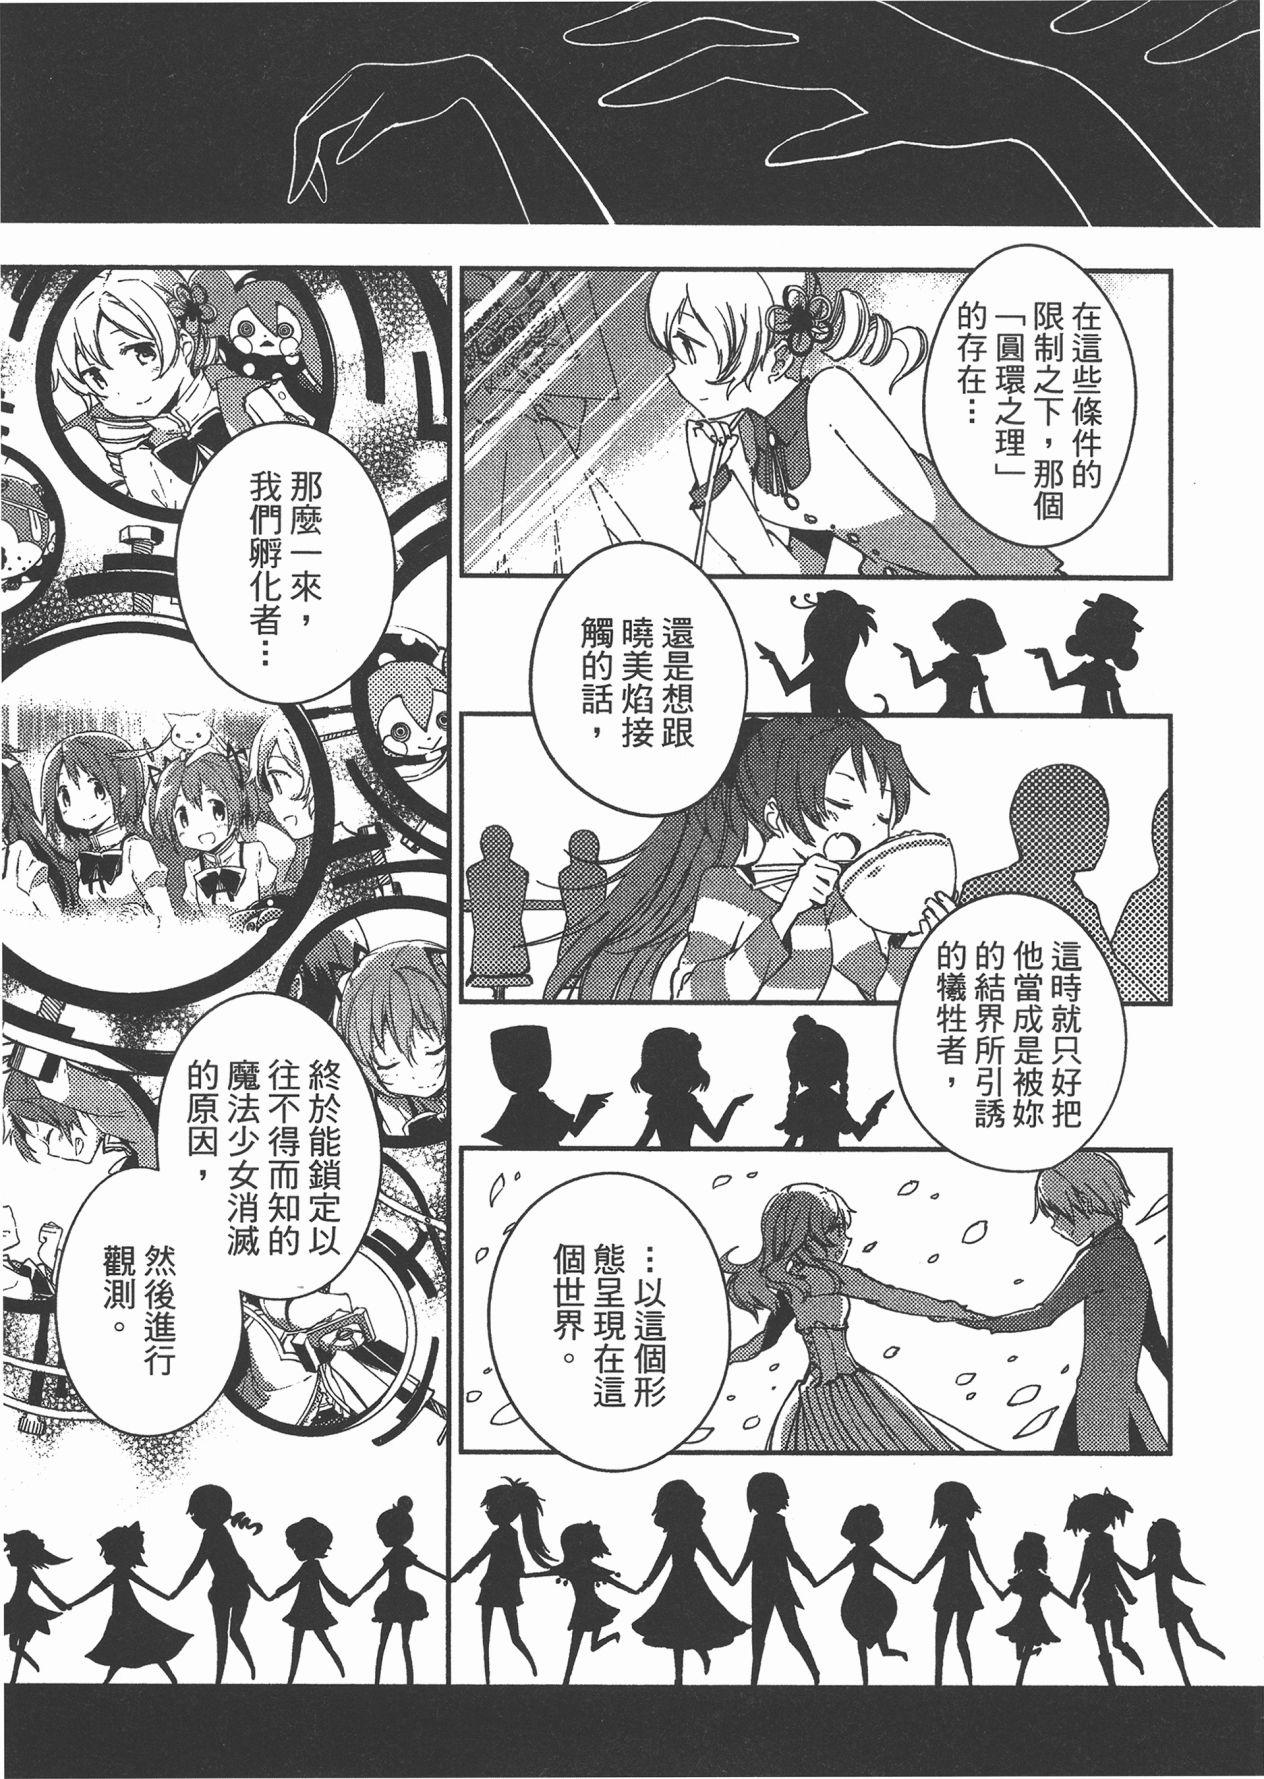 在這些條件的
限制之下，那個
「圓環之理」
的存在…
還是想跟
曉美焰接
觸的話，
這時就只好把
他當成是被妳
的結界所引誘
的犧牲者，
…以這個形
態呈現在這
個世界。
那麼一來，
我們孵化者…
終於能鎖定以
往不得而知的
魔法少女消滅
的原因，
然後進行
觀測。